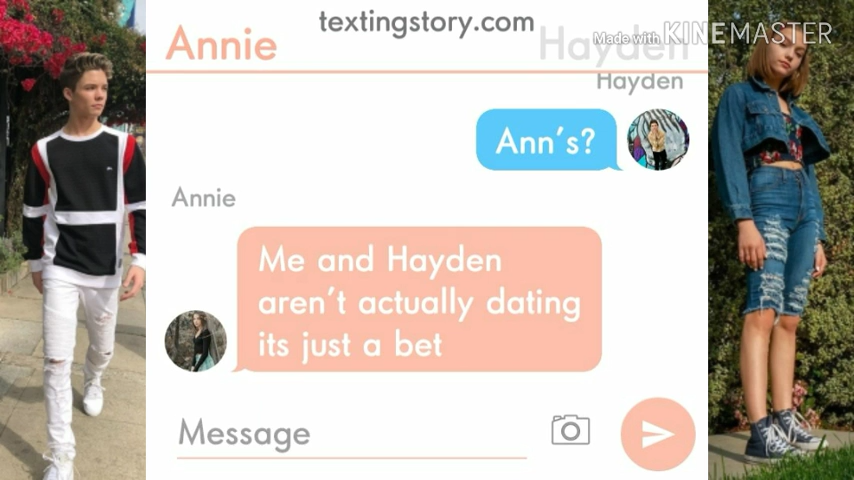 textingstory.com
Made with KINEMASTER
Annie
Hayden
Hayden
Ann's?
Annie
Me and Hayden
aren't actually dating
its just a bet
Message